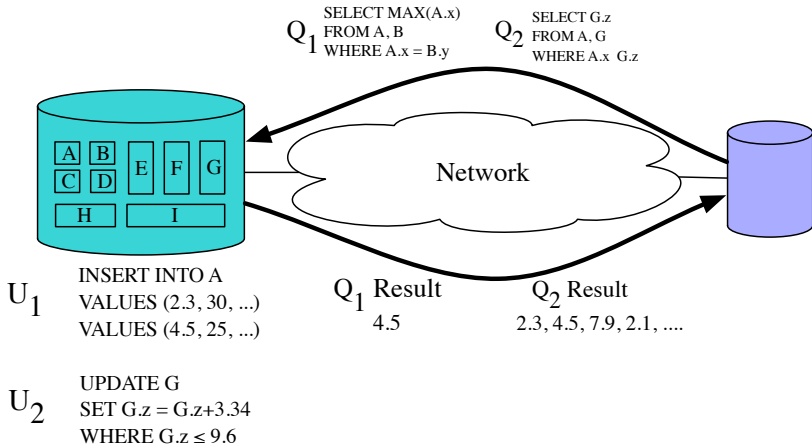 Q1 SELECT MAX(A.x)
FROM A, B
WHERE A.x = B.y
Q2 SELECT G.z
FROM A, G
WHERE A.x G.z
A B
C D
E F G
H I
Network
U1 INSERT INTO A
VALUES (2.3, 30, ...)
VALUES (4.5, 25, ...)
Q1 Result
4.5
Q2 Result
2.3, 4.5, 7.9, 2.1, ....
U2 UPDATE G
SET G.z = G.z+3.34
WHERE G.z ≤ 9.6